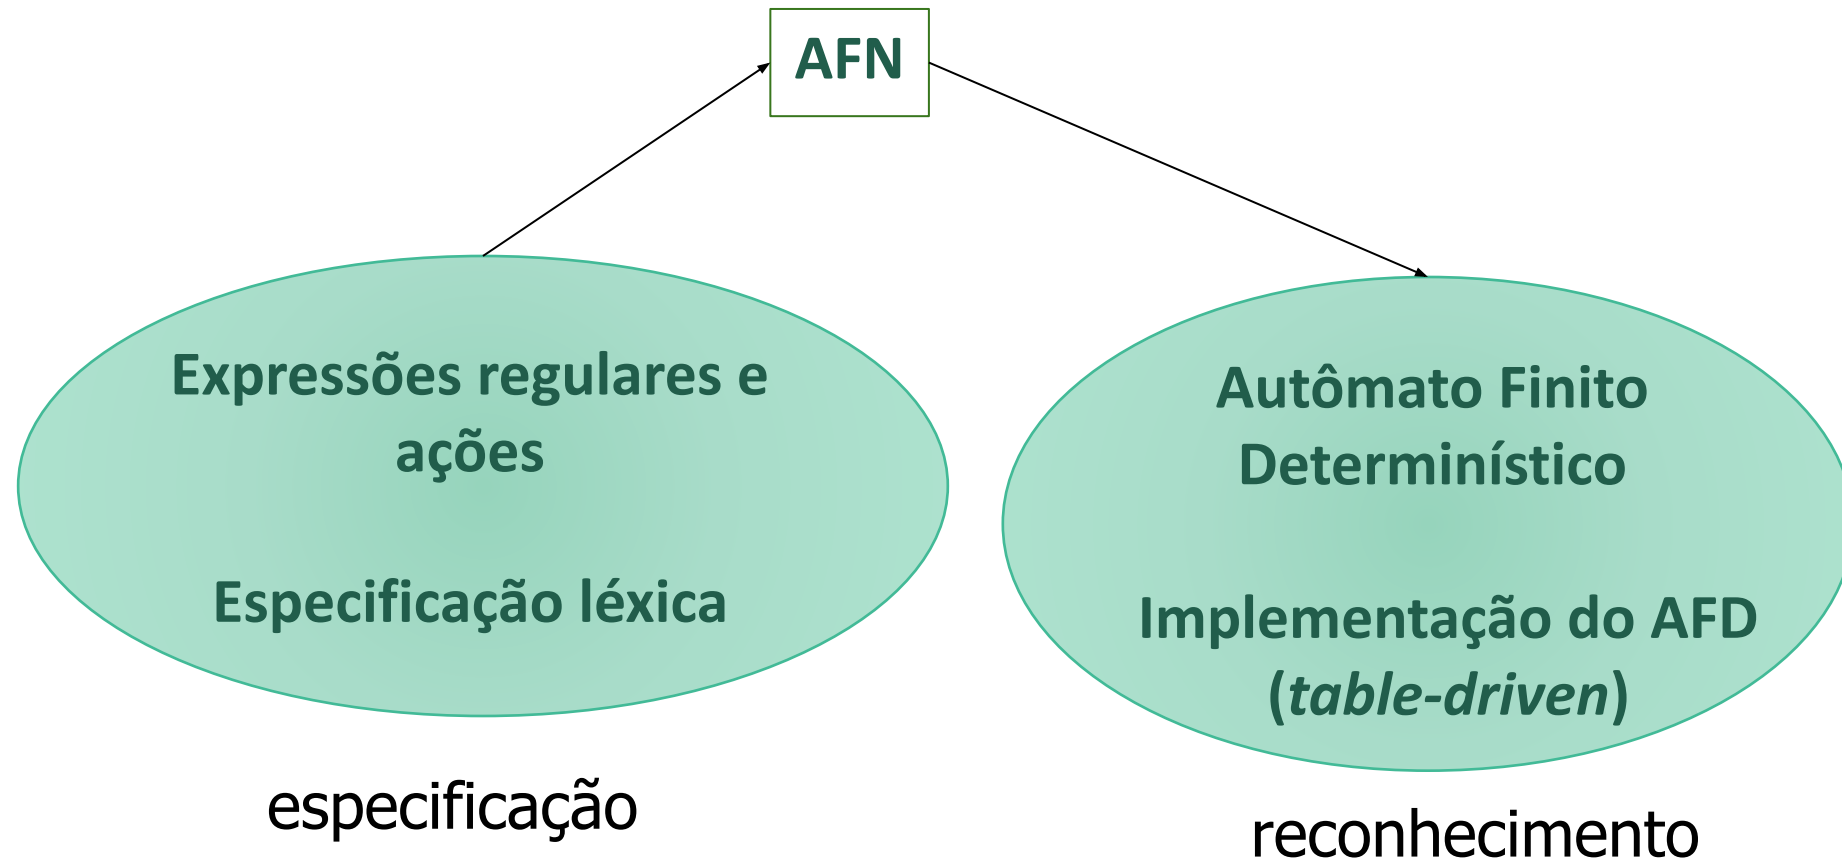 AFN
Expressões regulares e
ações
Especificação léxica
especificação
Autômato Finito
Determinístico
Implementação do AFD
(table-driven)
reconhecimento